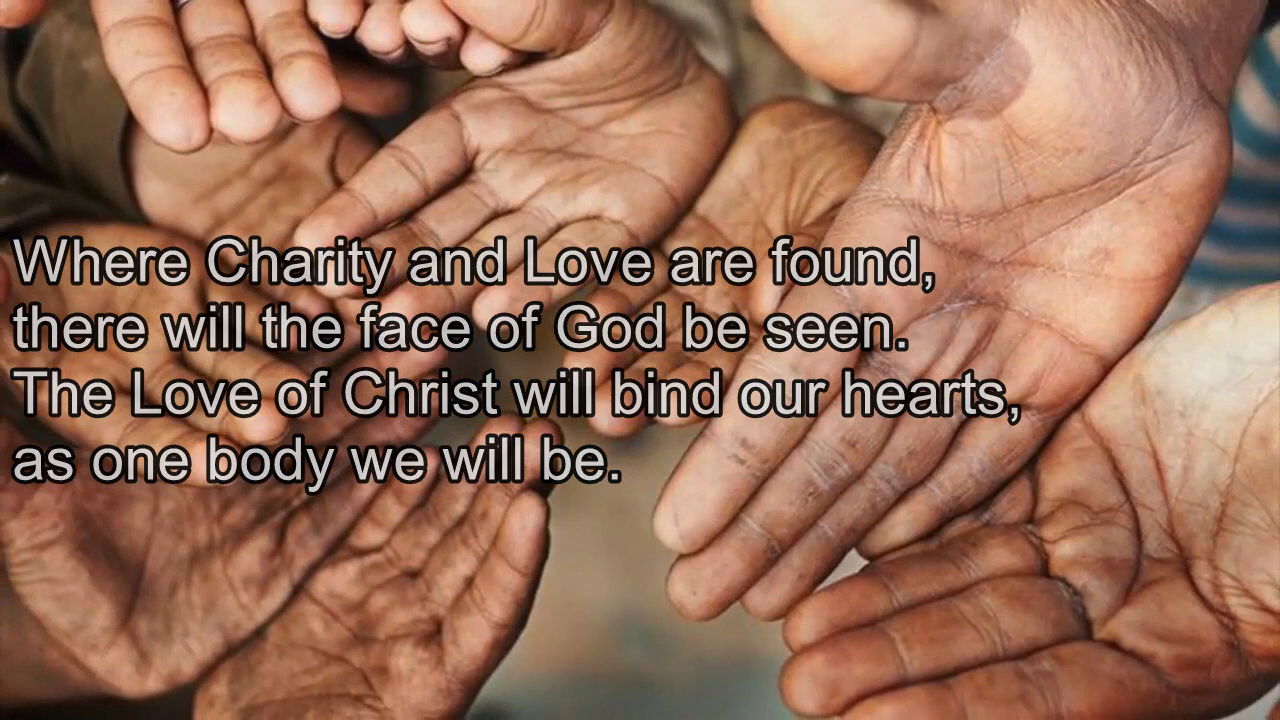 Where Charity and Love are found,
there will the face of God be seen.
The Love of Christ will bind our hearts,
as one body we will be.